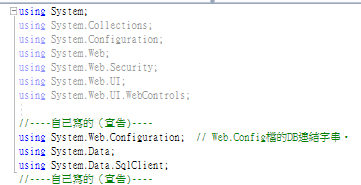 using System;
using System.Collections;
using System.Configuration;
using System.Web;
using System.Web.Security;
using System.Web.UI;
using System.Web.UI.WebControls;
//----自己寫的（宣告）----
using System.Web.Configuration;  // Web.Config檔的DB連結字串。
using System.Data;
using System.Data.SqlClient;
//----自己寫的（宣告)----